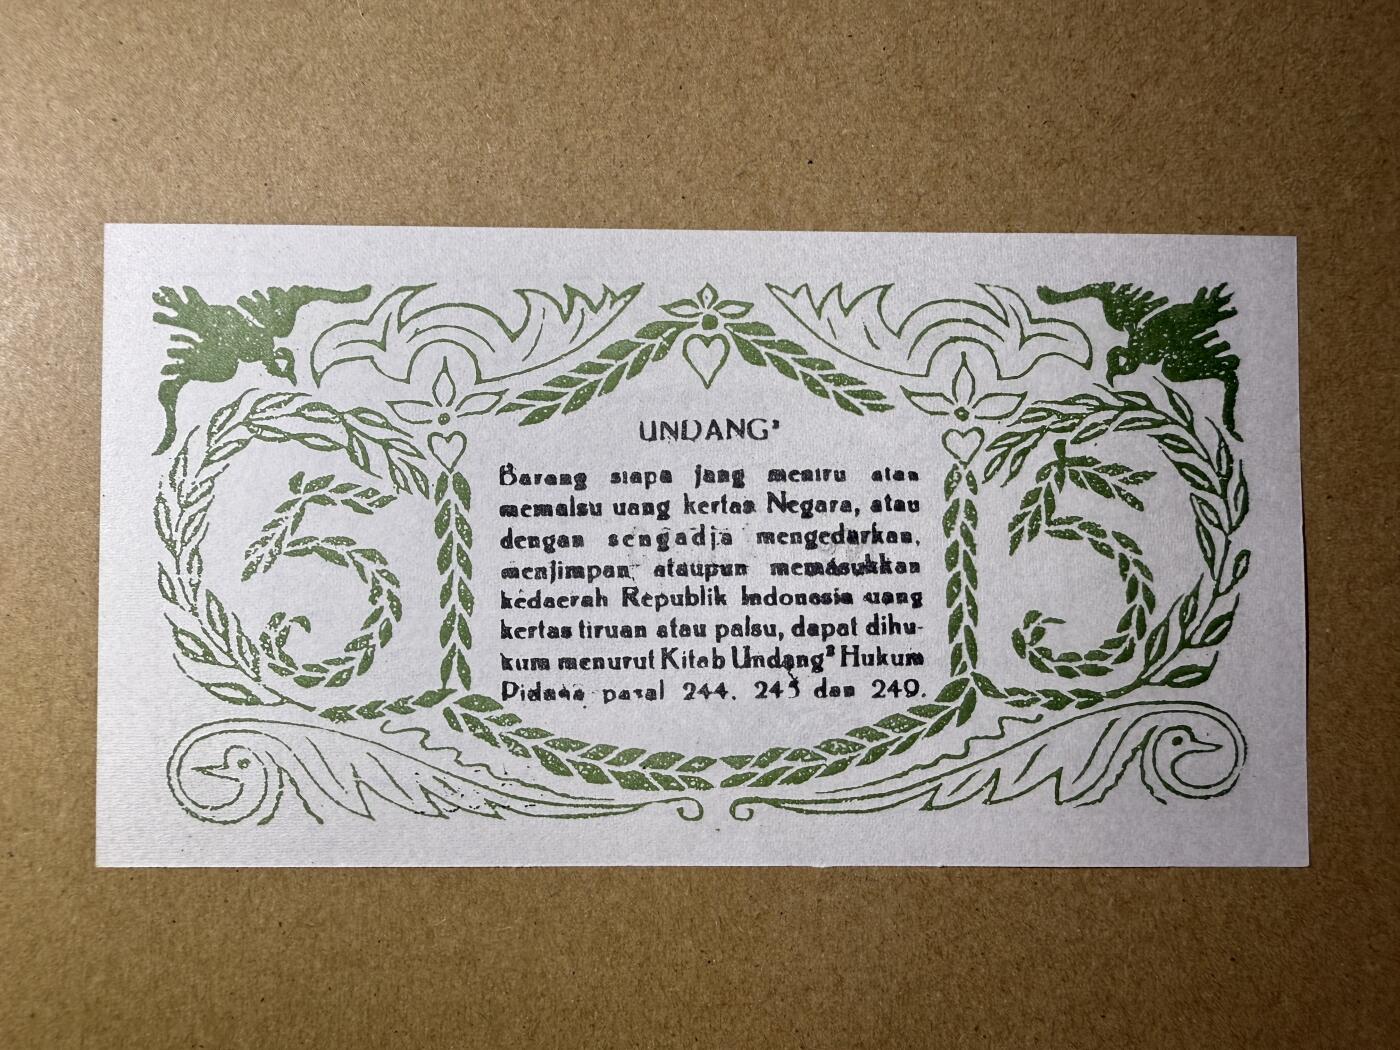 UNDANG²
Barang siapa jang meniru atau
memalsu uang kertas Negara, atau
dengan sengadja mengedarkan,
menjimpan ataupun memasukkan
kedaerah Republik Indonesia uang
kertas tiruan atau palsu, dapat dihu-
kum menurut Kitab Undang² Hukum
Pidana pasal 244. 245 dan 249.
5 5